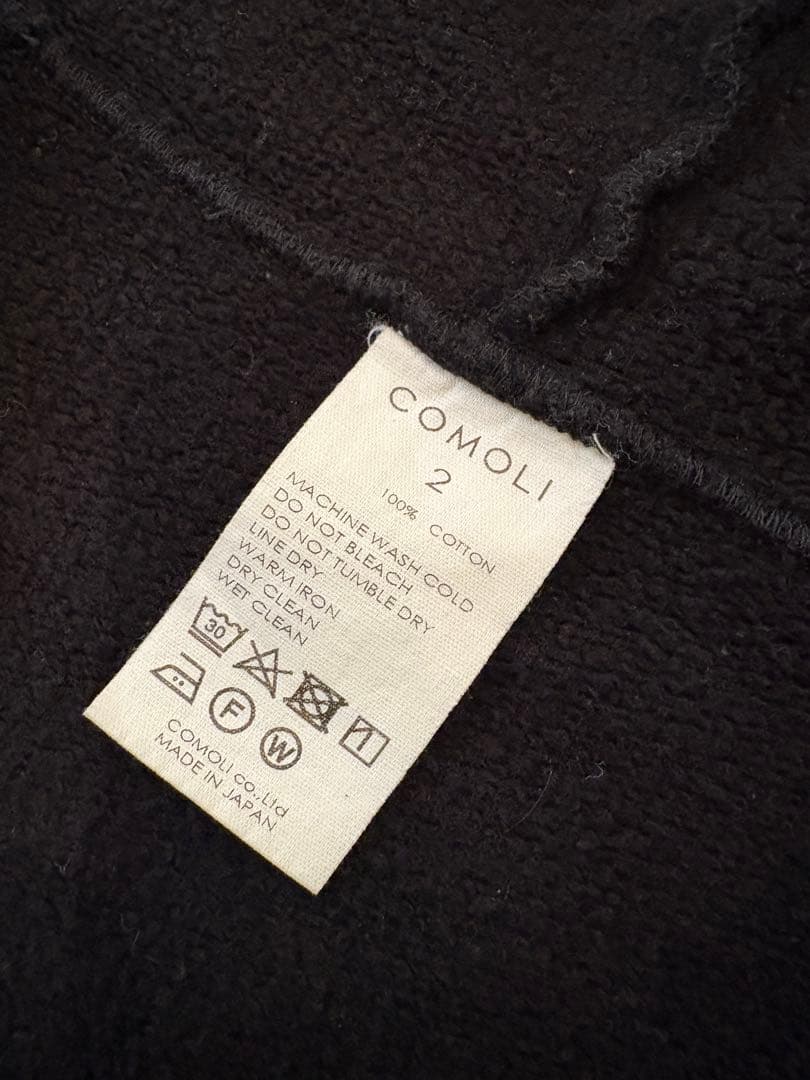 COMOLI
2
100% COTTON
MACHINE WASH COLD
DO NOT BLEACH
DO NOT TUMBLE DRY
LINE DRY
WARM IRON
DRY CLEAN
WET CLEAN
30
F W
COMOLI co.,Ltd
MADE IN JAPAN